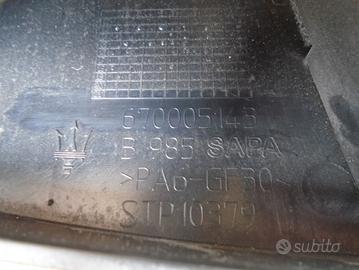 670005143
B 985 SAPA
>PA6-GF30<
STP10379
subito